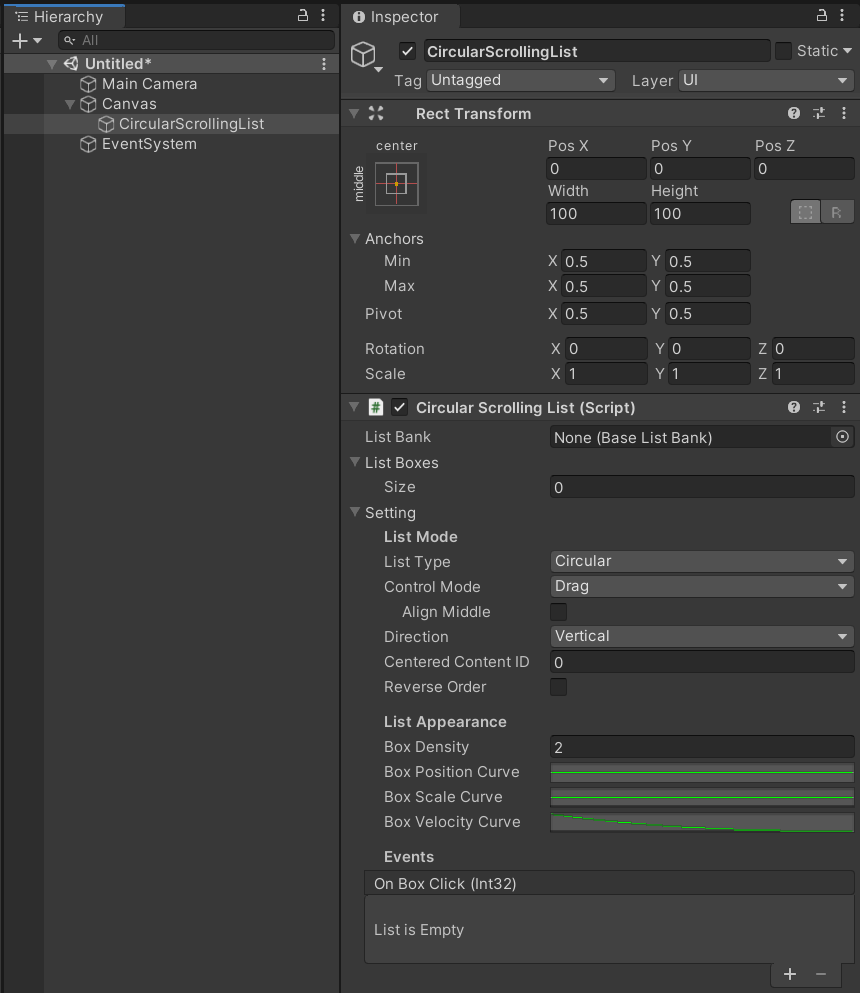 Hierarchy
All
Untitled*
Main Camera
Canvas
CircularScrollingList
EventSystem
Inspector
CircularScrollingList
Static
Tag Untagged Layer UI
Rect Transform
center
middle
Pos X Pos Y Pos Z
0 0 0
Width Height
100 100
R
Anchors
Min X 0.5 Y 0.5
Max X 0.5 Y 0.5
Pivot X 0.5 Y 0.5
Rotation X 0 Y 0 Z 0
Scale X 1 Y 1 Z 1
# Circular Scrolling List (Script)
List Bank None (Base List Bank)
List Boxes
Size 0
Setting
List Mode
List Type Circular
Control Mode Drag
Align Middle
Direction Vertical
Centered Content ID 0
Reverse Order
List Appearance
Box Density 2
Box Position Curve
Box Scale Curve
Box Velocity Curve
Events
On Box Click (Int32)
List is Empty